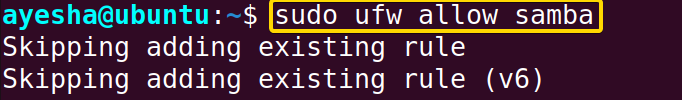 ayesha@ubuntu:~$ sudo ufw allow samba
Skipping adding existing rule
Skipping adding existing rule (v6)